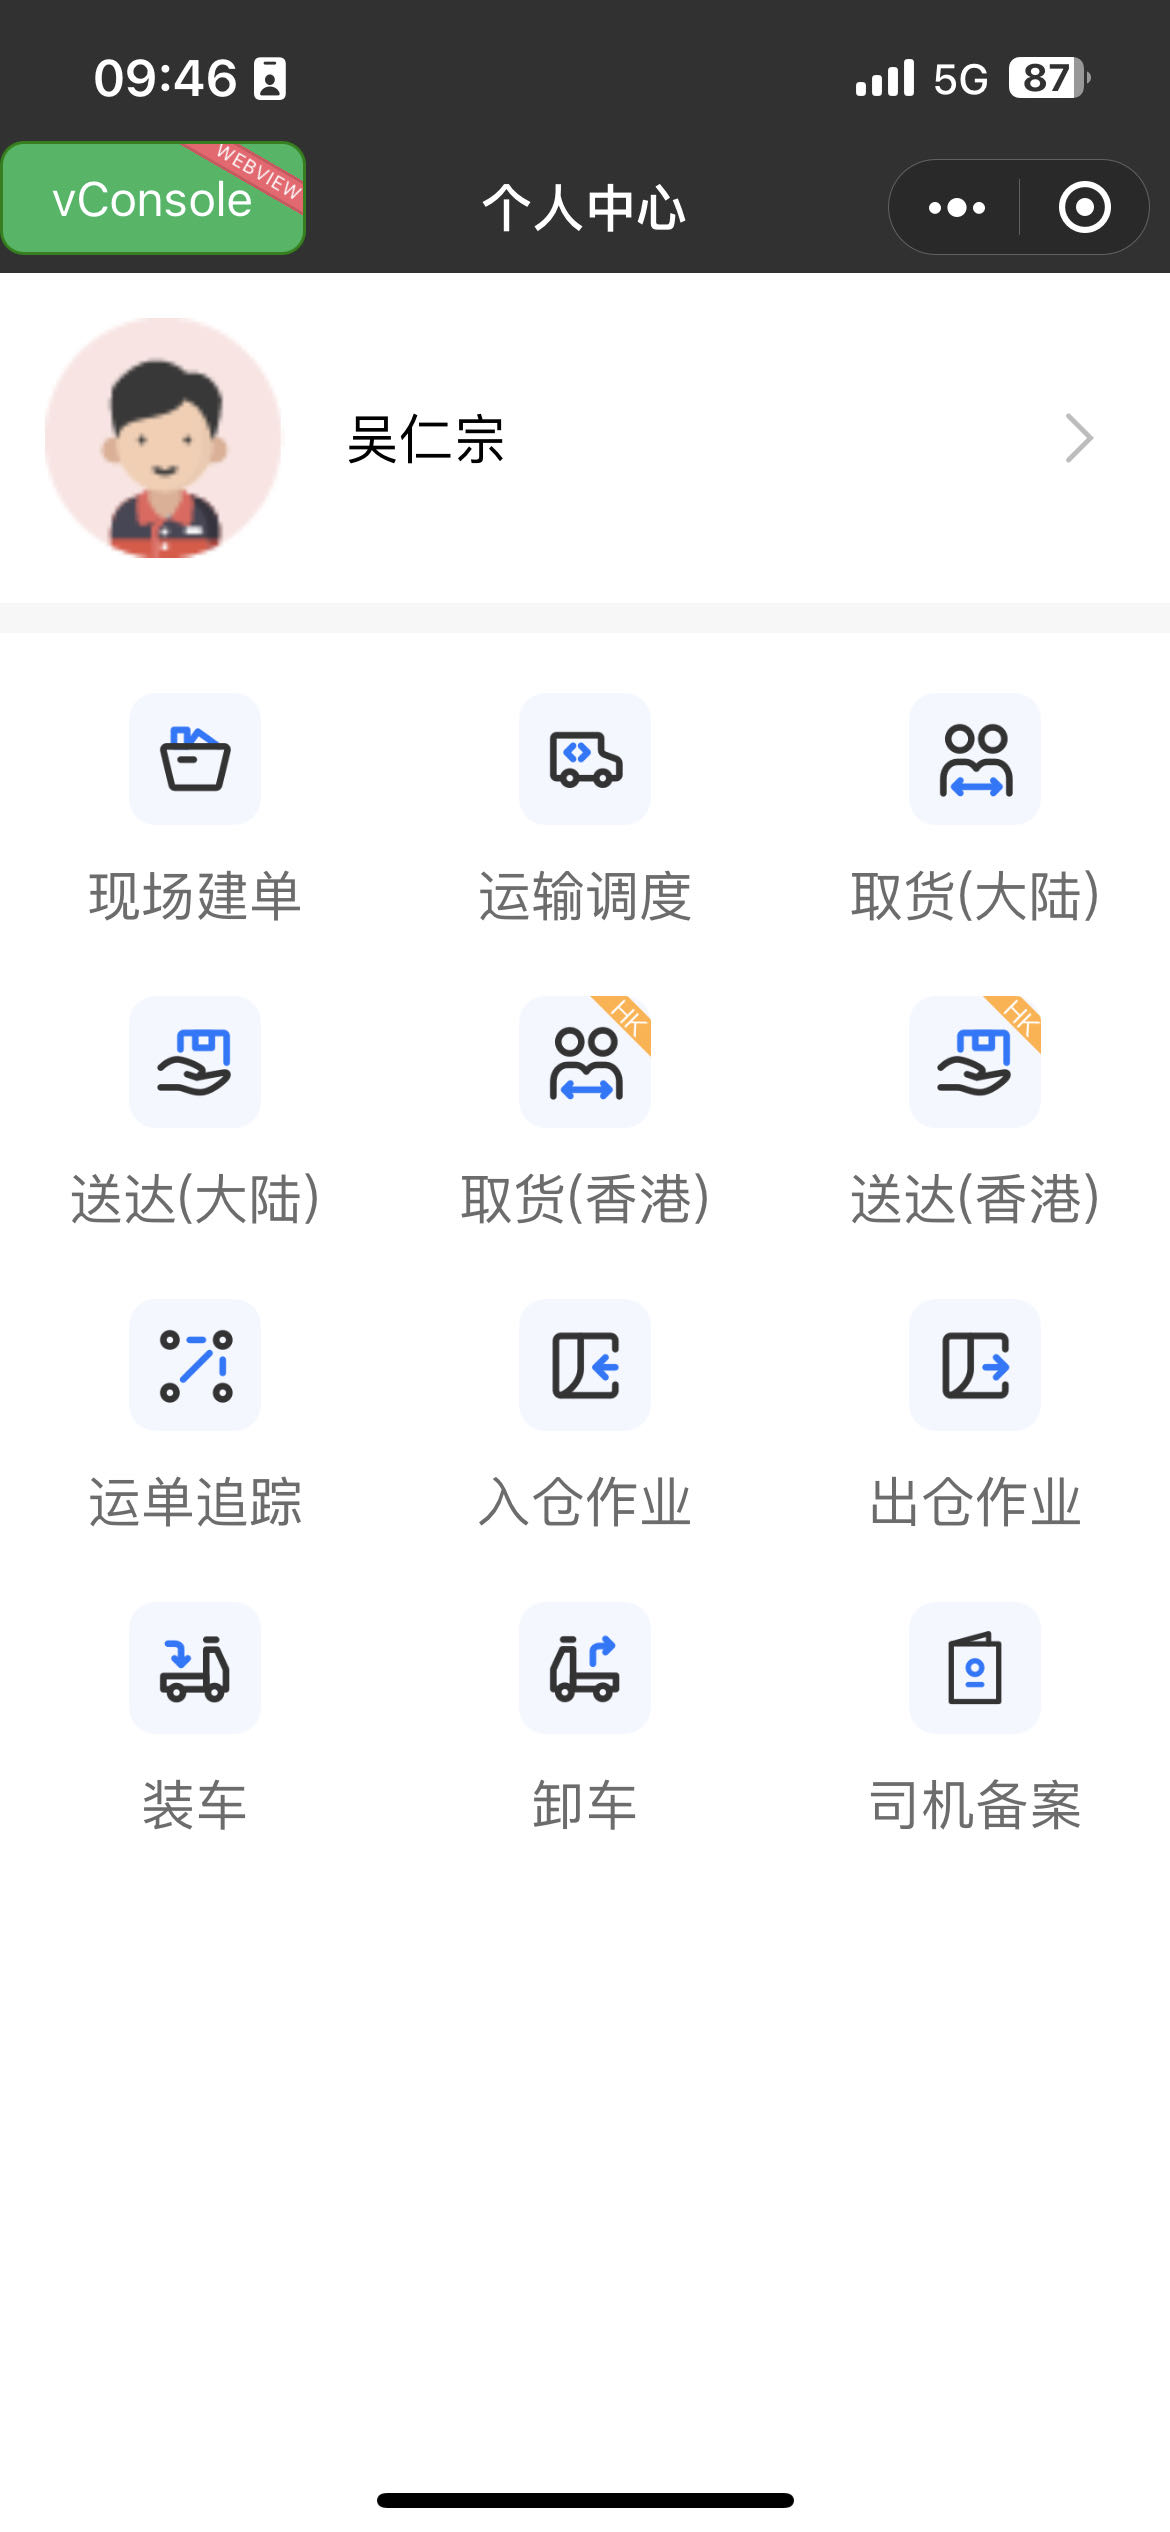 09:46
5G 87
vConsole
WEBVIEW
个人中心
吴仁宗
现场建单 运输调度 取货(大陆)
HK HK
送达(大陆) 取货(香港) 送达(香港)
运单追踪 入仓作业 出仓作业
装车 卸车 司机备案